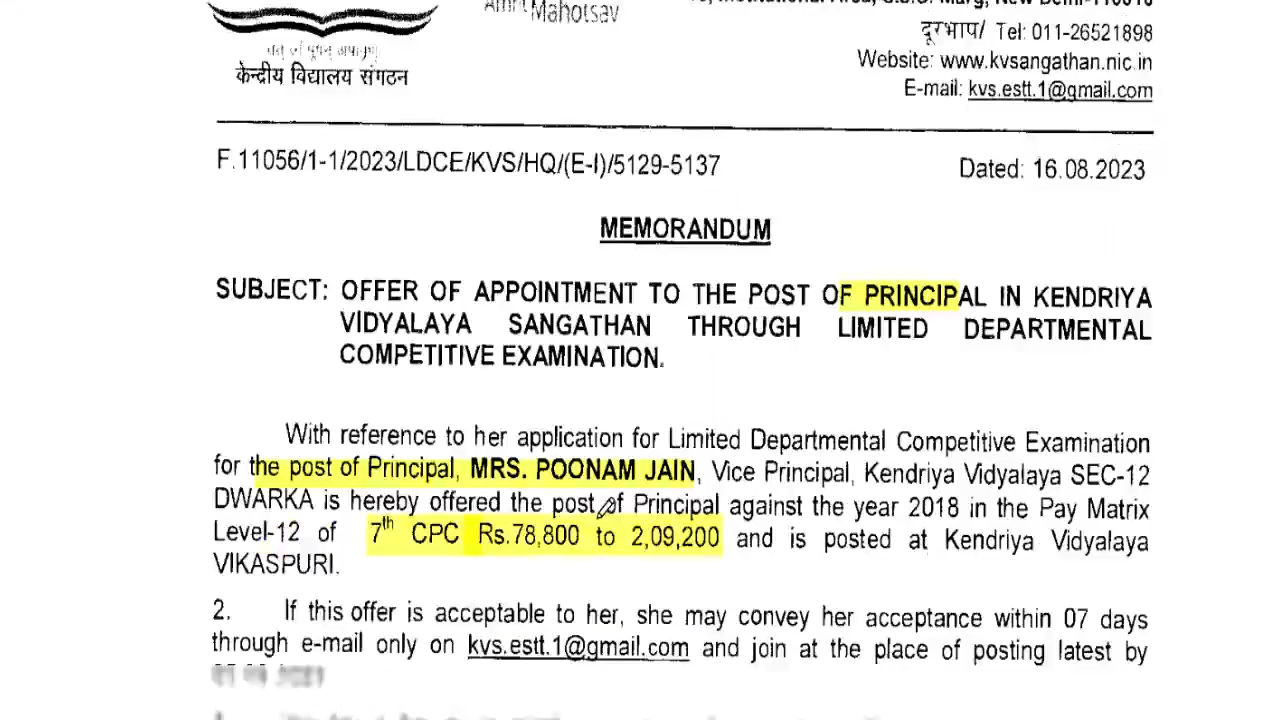 Amrit
Mahotsav
Tel: 011-26521898
दूरभाष/
Website: www.kvsangathan.nic.in
केन्द्रीय विद्यालय संगठन
E-mail: kvs.estt.1@gmail.com
F.11056/1-1/2023/LDCE/KVS/HQ/(E-I)/5129-5137
Dated: 16.08.2023
MEMORANDUM
SUBJECT: OFFER OF APPOINTMENT TO THE POST OF PRINCIPAL IN KENDRIYA
VIDYALAYA SANGATHAN THROUGH LIMITED DEPARTMENTAL
COMPETITIVE EXAMINATION.
With reference to her application for Limited Departmental Competitive Examination
for the post of Principal, MRS. POONAM JAIN, Vice Principal, Kendriya Vidyalaya SEC-12
DWARKA is hereby offered the post of Principal against the year 2018 in the Pay Matrix
Level-12 of 7th CPC Rs.78,800 to 2,09,200 and is posted at Kendriya Vidyalaya
VIKASPURI.
2. If this offer is acceptable to her, she may convey her acceptance within 07 days
through e-mail only on kvs.estt.1@gmail.com and join at the place of posting latest by